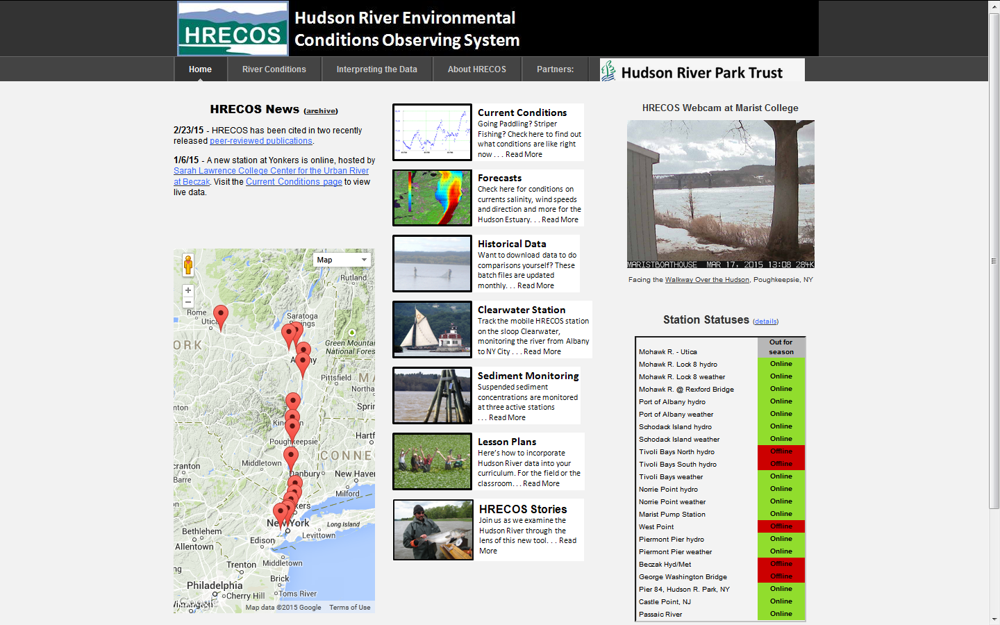 HRECOS
Hudson River Environmental
Conditions Observing System
Home
River Conditions
Interpreting the Data
About HRECOS
Partners:
Hudson River Park Trust
HRECOS News (archive)
2/23/15 - HRECOS has been cited in two recently
released peer-reviewed publications.
1/6/15 - A new station at Yonkers is online, hosted by
Sarah Lawrence College Center for the Urban River
at Beczak. Visit the Current Conditions page to view
live data.
Map
Rutland
Rome
Utica
Saratoga
Springs
ORK
Green Mountain
National Forest
Pittsfield
MA
Northa
nton
Sprin
Poughkeepsie
Hartf
CONNE
cranton
Barre
Middletown
Danbury
New Haven
Milford
New York
Long Island
Bethlehem
Allentown
Edison
Levittown
Trenton
Middletown
Brick
Philadelphia
Cherry Hill
Toms River
Map data ©2015 Google
Terms of Use
Current Conditions
Going Paddling? Striper
Fishing? Check here to find out
what conditions are like right
now . . . Read More
Forecasts
Check here for conditions on
currents salinity, wind speeds
and direction and more for the
Hudson Estuary. . . Read More
Historical Data
Want to download data to do
comparisons yourself? These
batch files are updated
monthly. . . Read More
Clearwater Station
Track the mobile HRECOS station
on the sloop Clearwater,
monitoring the river from Albany
to NY City . . . Read More
Sediment Monitoring
Suspended sediment
concentrations are monitored
at three active stations
. . . Read More
Lesson Plans
Here's how to incorporate
Hudson River data into your
curriculum. For the field or the
classroom. . . Read More
HRECOS Stories
Join us as we examine the
Hudson River through the
lens of this new tool. . . Read
More
HRECOS Webcam at Marist College
MARISTBOATHOUSE MAR 17, 2015 13:08 284K
Facing the Walkway Over the Hudson, Poughkeepsie, NY
Station Statuses (details)
Mohawk R. - Utica Out for season
Mohawk R. Lock 8 hydro Online
Mohawk R. Lock 8 weather Online
Mohawk R. @ Rexford Bridge Online
Port of Albany hydro Online
Port of Albany weather Online
Schodack Island hydro Online
Schodack Island weather Online
Tivoli Bays North hydro Offline
Tivoli Bays South hydro Offline
Tivoli Bays weather Online
Norrie Point hydro Online
Norrie Point weather Online
Marist Pump Station Online
West Point Offline
Piermont Pier hydro Online
Piermont Pier weather Online
Beczak Hyd/Met Offline
George Washington Bridge Offline
Pier 84, Hudson R. Park, NY Online
Castle Point, NJ Online
Passaic River Online